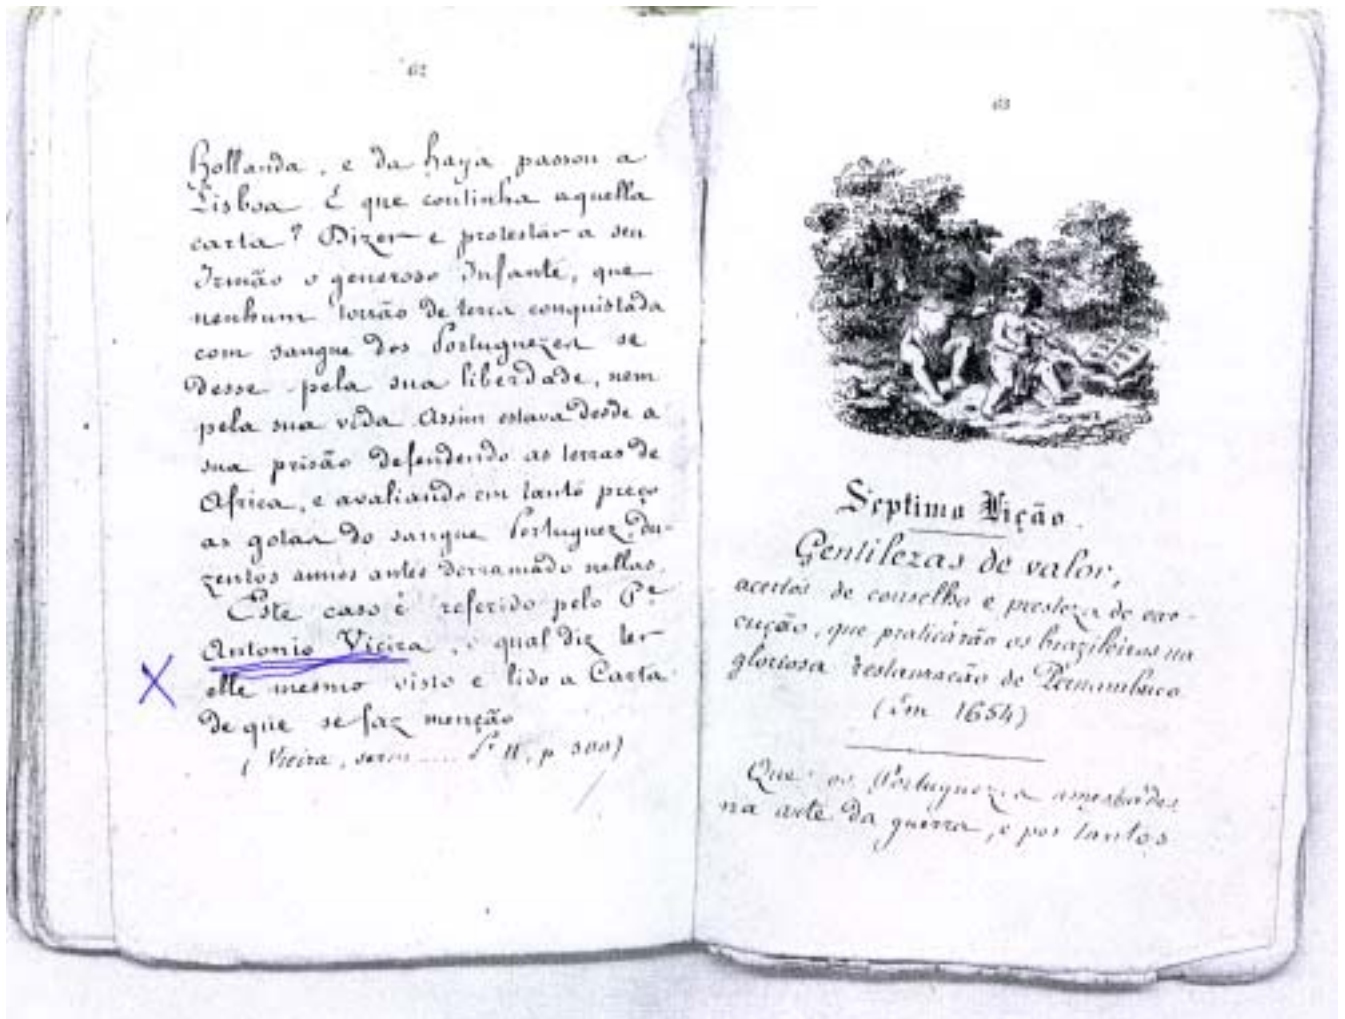 62
Hollanda, e da Haya passou a
Lisboa. E que continha aquella
carta? Dizer e protestar a seu
Irmão o generoso Infante, que
nenhum torrão de terra conquistada
com sangue dos Portuguezes se
desse pela sua liberdade, nem
pela sua vida. Assim estava desde a
sua prisão defendendo as terras de
Africa, e avaliando em tanto preço
as gotas do sangue Portuguez, du-
zentos annos antes derramado nellas.
Este caso é referido pelo Pe.
Antonio Vieira, o qual diz ter
elle mesmo visto e lido a Carta
de que se faz menção
(Vieira, serm ..... P. 11, p 300)
63
Septima Lição.
Gentilezas de valor,
acertos de conselho e presteza de exe-
cução, que praticárão os brazileiros na
gloriosa restauração de Pernambuco
(Em 1654)
Que os Portuguezes amestrados
na arte da guerra, e por tantos